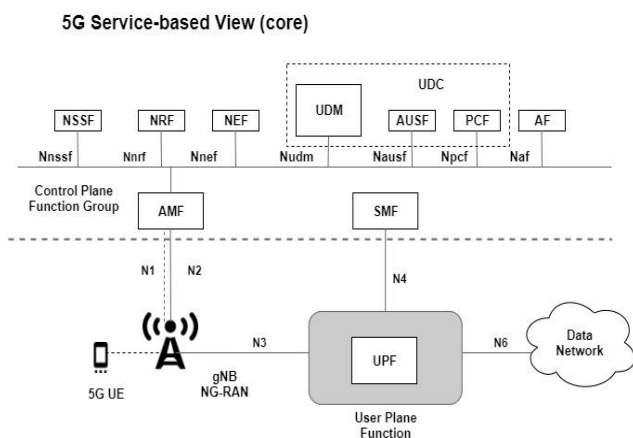 5G Service-based View (core)
UDC
NSSF
NRF
NEF
UDM
AUSF
PCF
AF
Nnssf
Nnrf
Nnef
Nudm
Nausf
Npcf
Naf
Control Plane
Function Group
AMF
SMF
N1
N2
N4
N3
N6
UPF
Data
Network
5G UE
gNB
NG-RAN
User Plane
Function